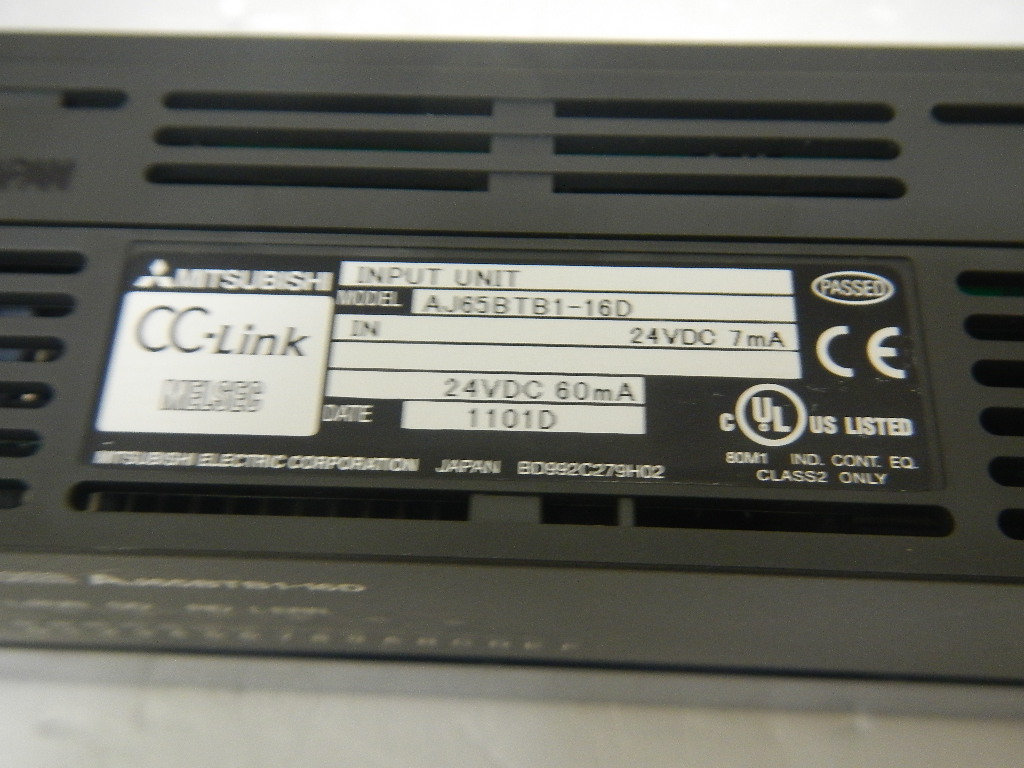 MITSUBISHI
INPUT UNIT
PASSED
MODEL AJ65BTB1-16D
CC-Link
IN 24VDC 7mA
CE
MELSEC
24VDC 60mA
DATE 1101D
C UL US LISTED
MITSUBISHI ELECTRIC CORPORATION JAPAN BD992C279H02
80M1 IND. CONT. EQ.
CLASS2 ONLY